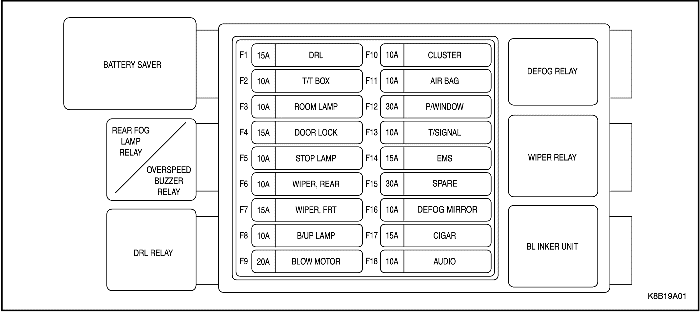 BATTERY SAVER
REAR FOG
LAMP
RELAY
OVERSPEED
BUZZER
RELAY
DRL RELAY
F1 15A DRL
F2 10A T/T BOX
F3 10A ROOM LAMP
F4 15A DOOR LOCK
F5 10A STOP LAMP
F6 10A WIPER. REAR
F7 15A WIPER. FRT
F8 10A B/UP LAMP
F9 20A BLOW MOTOR
F10 10A CLUSTER
F11 10A AIR BAG
F12 30A P/WINDOW
F13 10A T/SIGNAL
F14 15A EMS
F15 30A SPARE
F16 10A DEFOG MIRROR
F17 15A CIGAR
F18 10A AUDIO
DEFOG RELAY
WIPER RELAY
BLINKER UNIT
K8B19A01